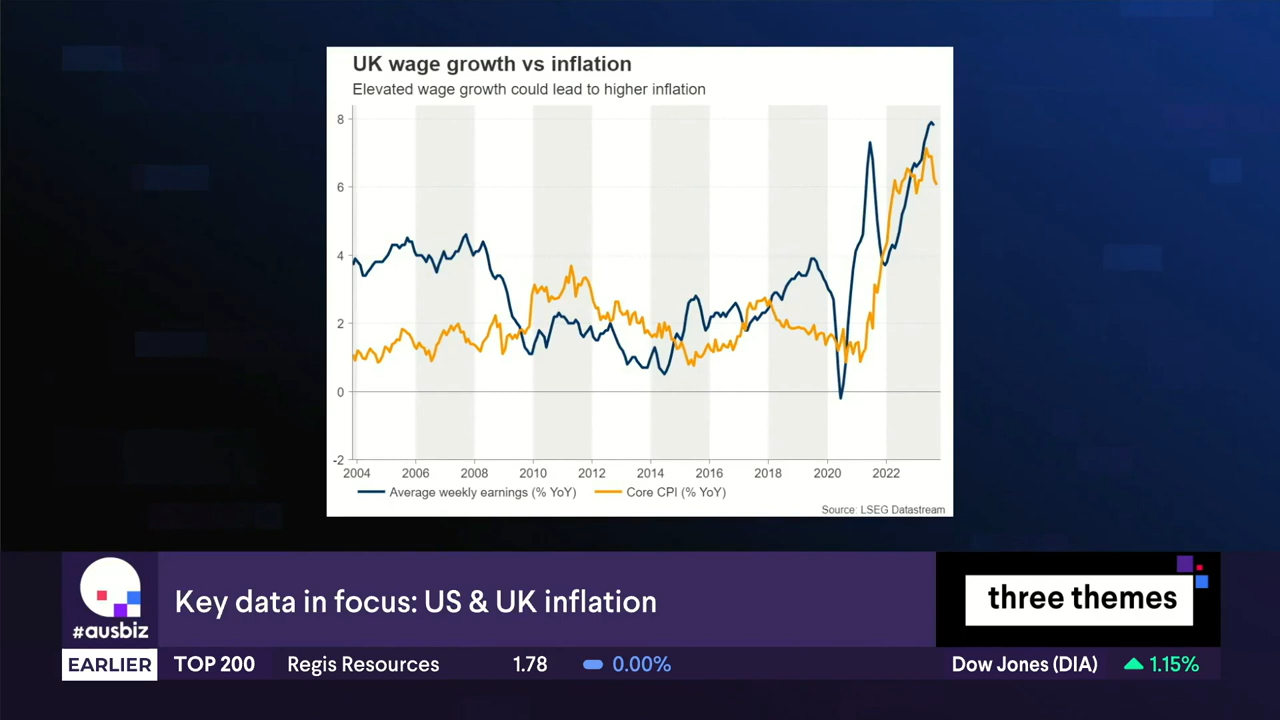 UK wage growth vs inflation
Elevated wage growth could lead to higher inflation
8
6
4
2
0
-2
2004 2006 2008 2010 2012 2014 2016 2018 2020 2022
Average weekly earnings (% YoY) Core CPI (% YoY)
Source: LSEG Datastream
#ausbiz
Key data in focus: US & UK inflation
three themes
EARLIER TOP 200 Regis Resources 1.78 0.00% Dow Jones (DIA) 1.15%